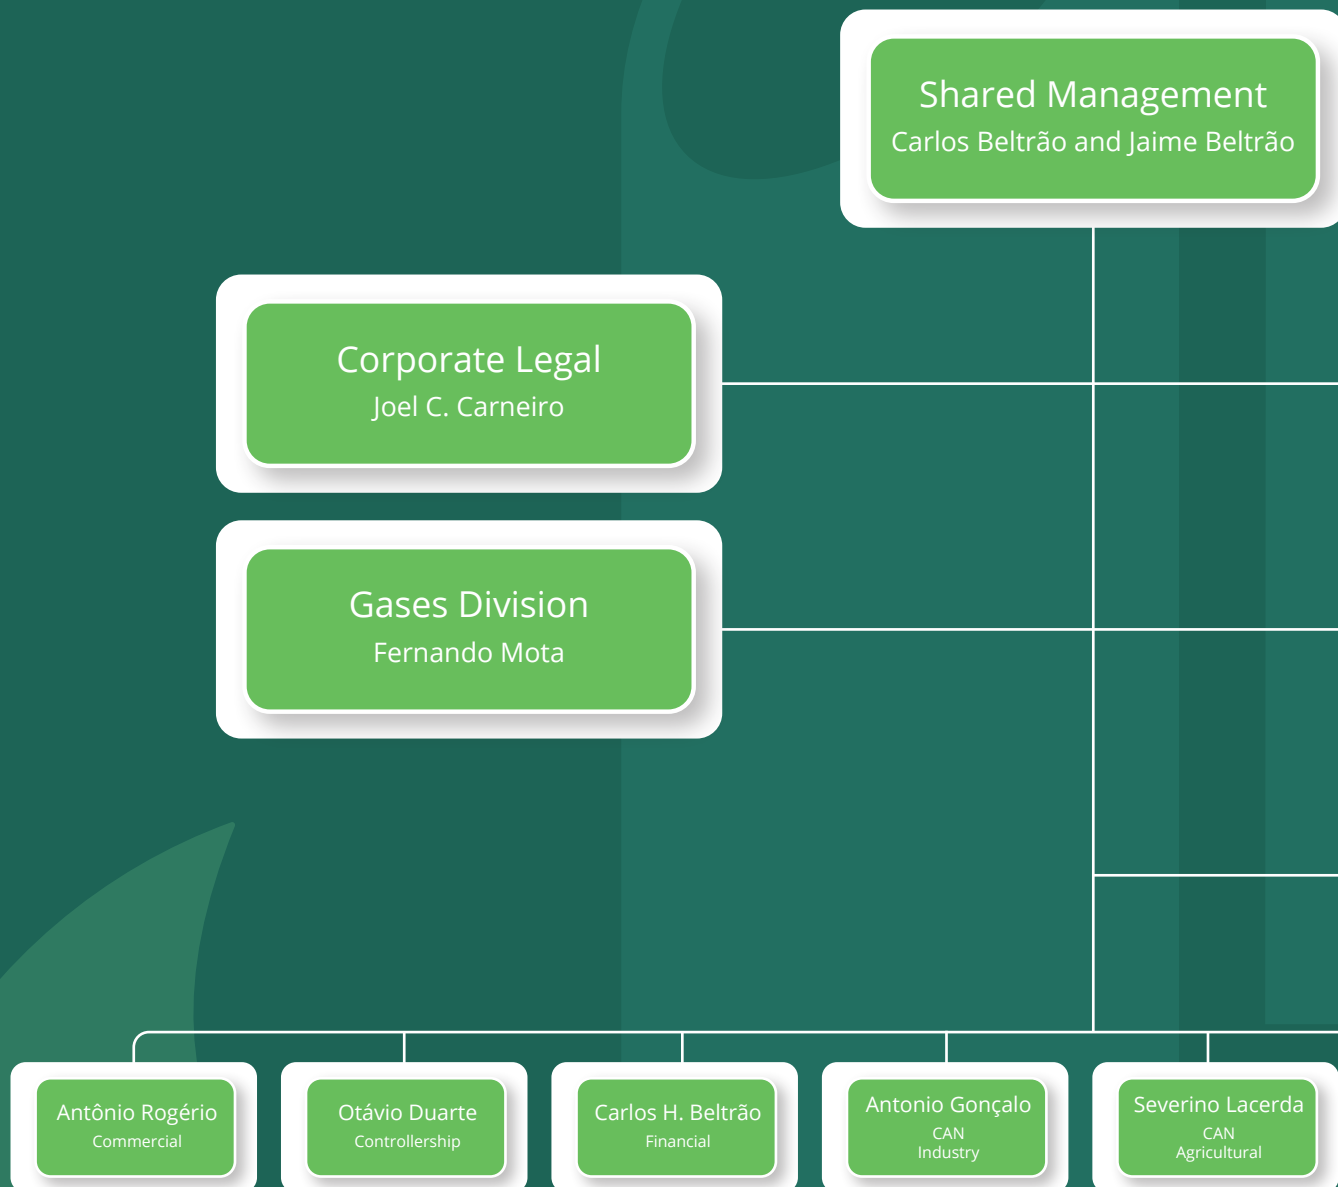 Shared Management
Carlos Beltrão and Jaime Beltrão
Corporate Legal
Joel C. Carneiro
Gases Division
Fernando Mota
Antônio Rogério
Commercial
Otávio Duarte
Controllership
Carlos H. Beltrão
Financial
Antonio Gonçalo
CAN
Industry
Severino Lacerda
CAN
Agricultural